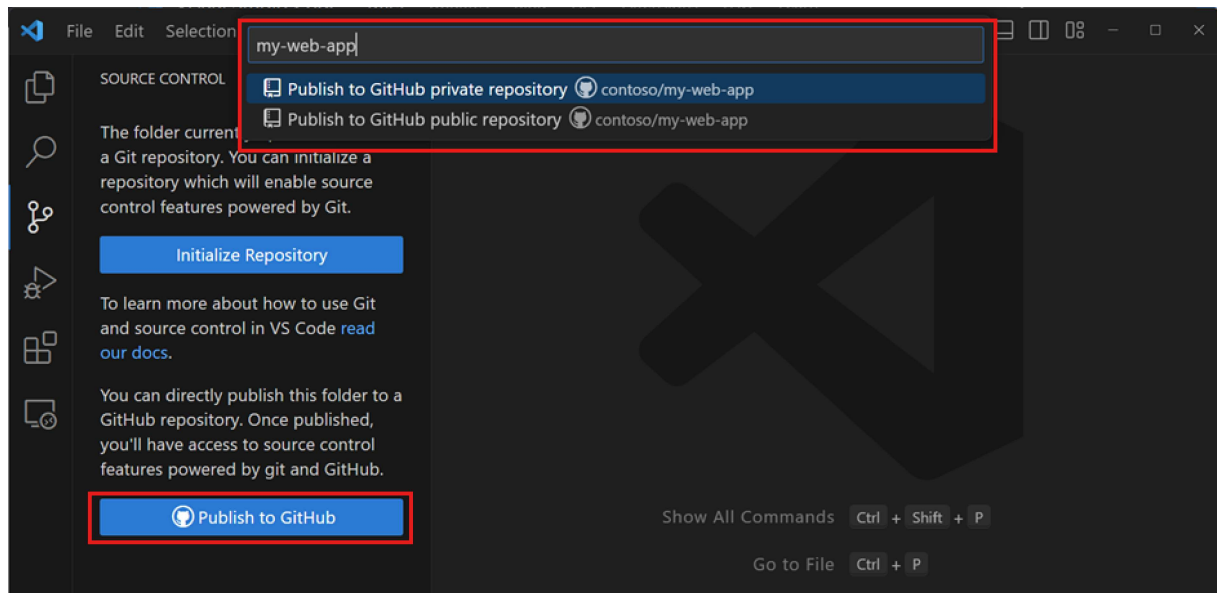 File Edit Selection
my-web-app
Publish to GitHub private repository contoso/my-web-app
Publish to GitHub public repository contoso/my-web-app
SOURCE CONTROL
The folder
a Git repository. You can initialize a
repository which will enable source
control features powered by Git.
Initialize Repository
To learn more about how to use Git
and source control in VS Code read
our docs.
You can directly publish this folder to a
GitHub repository. Once published,
you'll have access to source control
features powered by git and GitHub.
Publish to GitHub
Show All Commands Ctrl + Shift + P
Go to File Ctrl + P